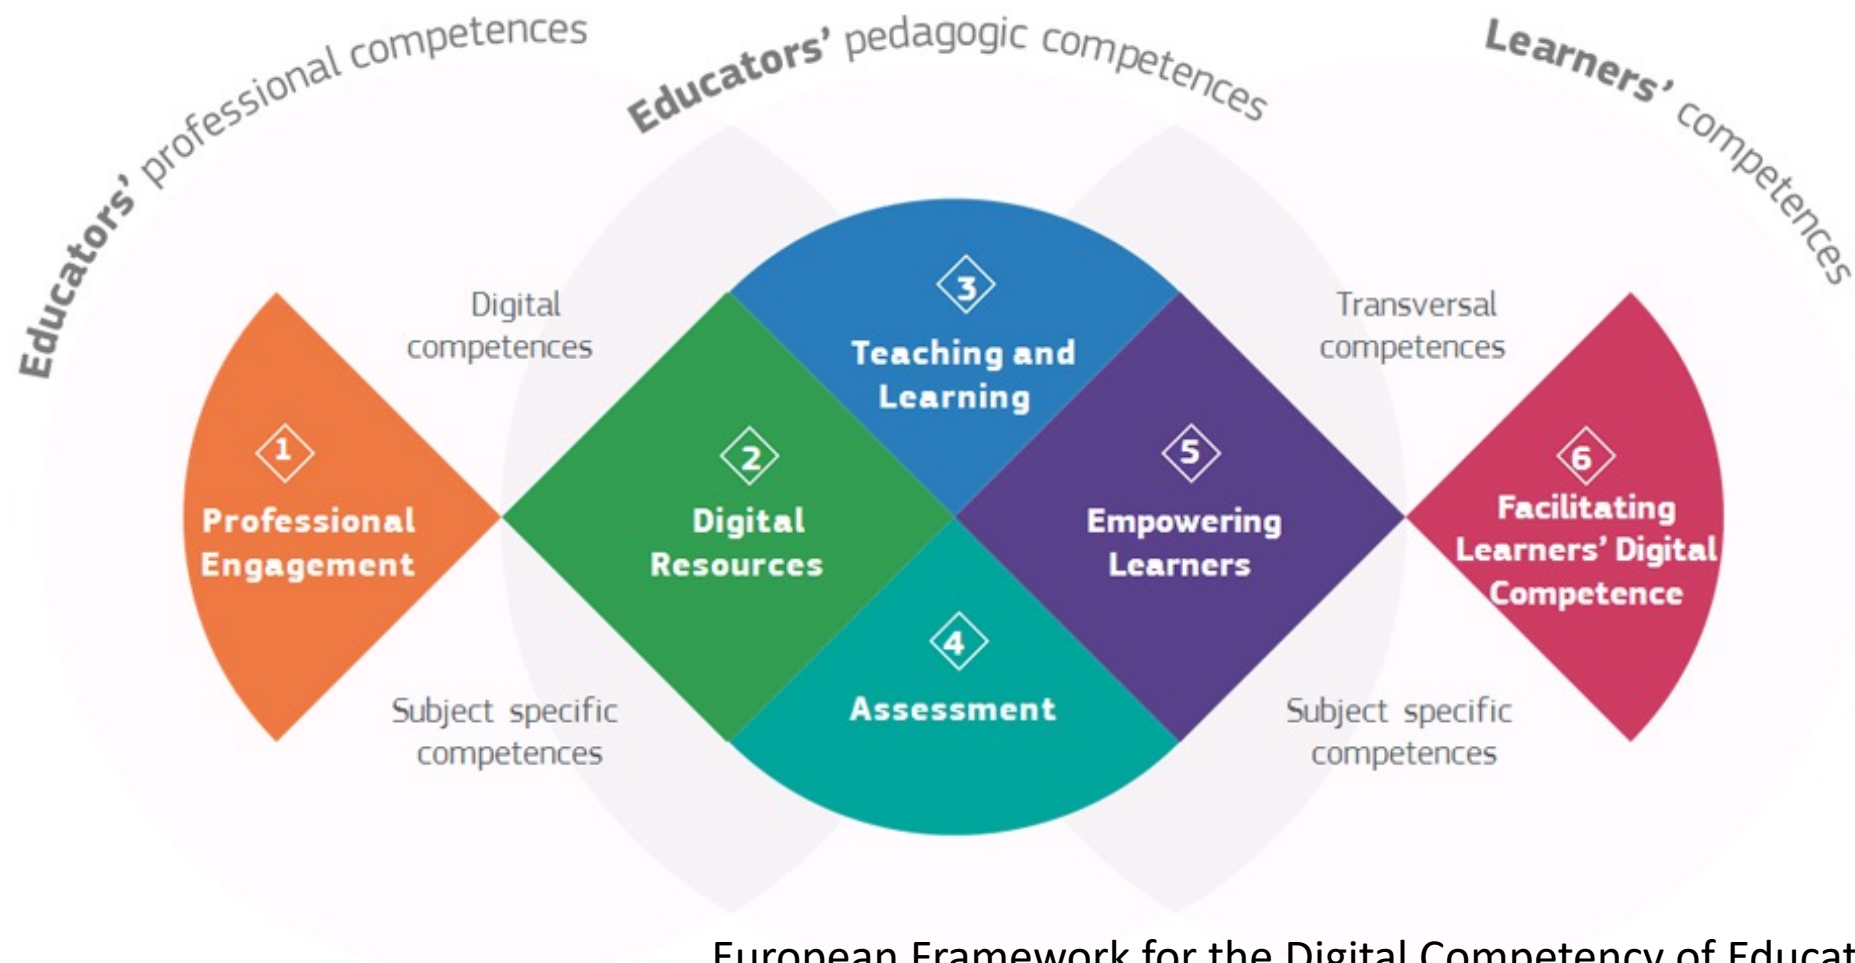 Educators’ professional competences
Educators’ pedagogic competences
Learners’ competences
Digital
competences
Subject specific
competences
1
Professional
Engagement
2
Digital
Resources
3
Teaching and
Learning
4
Assessment
5
Empowering
Learners
Transversal
competences
Subject specific
competences
6
Facilitating
Learners’ Digital
Competence
European Framework for the Digital Competency of